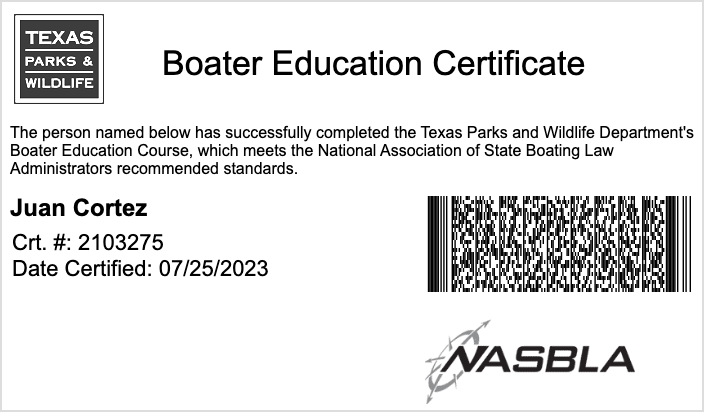 TEXAS
PARKS &
WILDLIFE
Boater Education Certificate
The person named below has successfully completed the Texas Parks and Wildlife Department's
Boater Education Course, which meets the National Association of State Boating Law
Administrators recommended standards.
Juan Cortez
Crt. #: 2103275
Date Certified: 07/25/2023
NASBLA